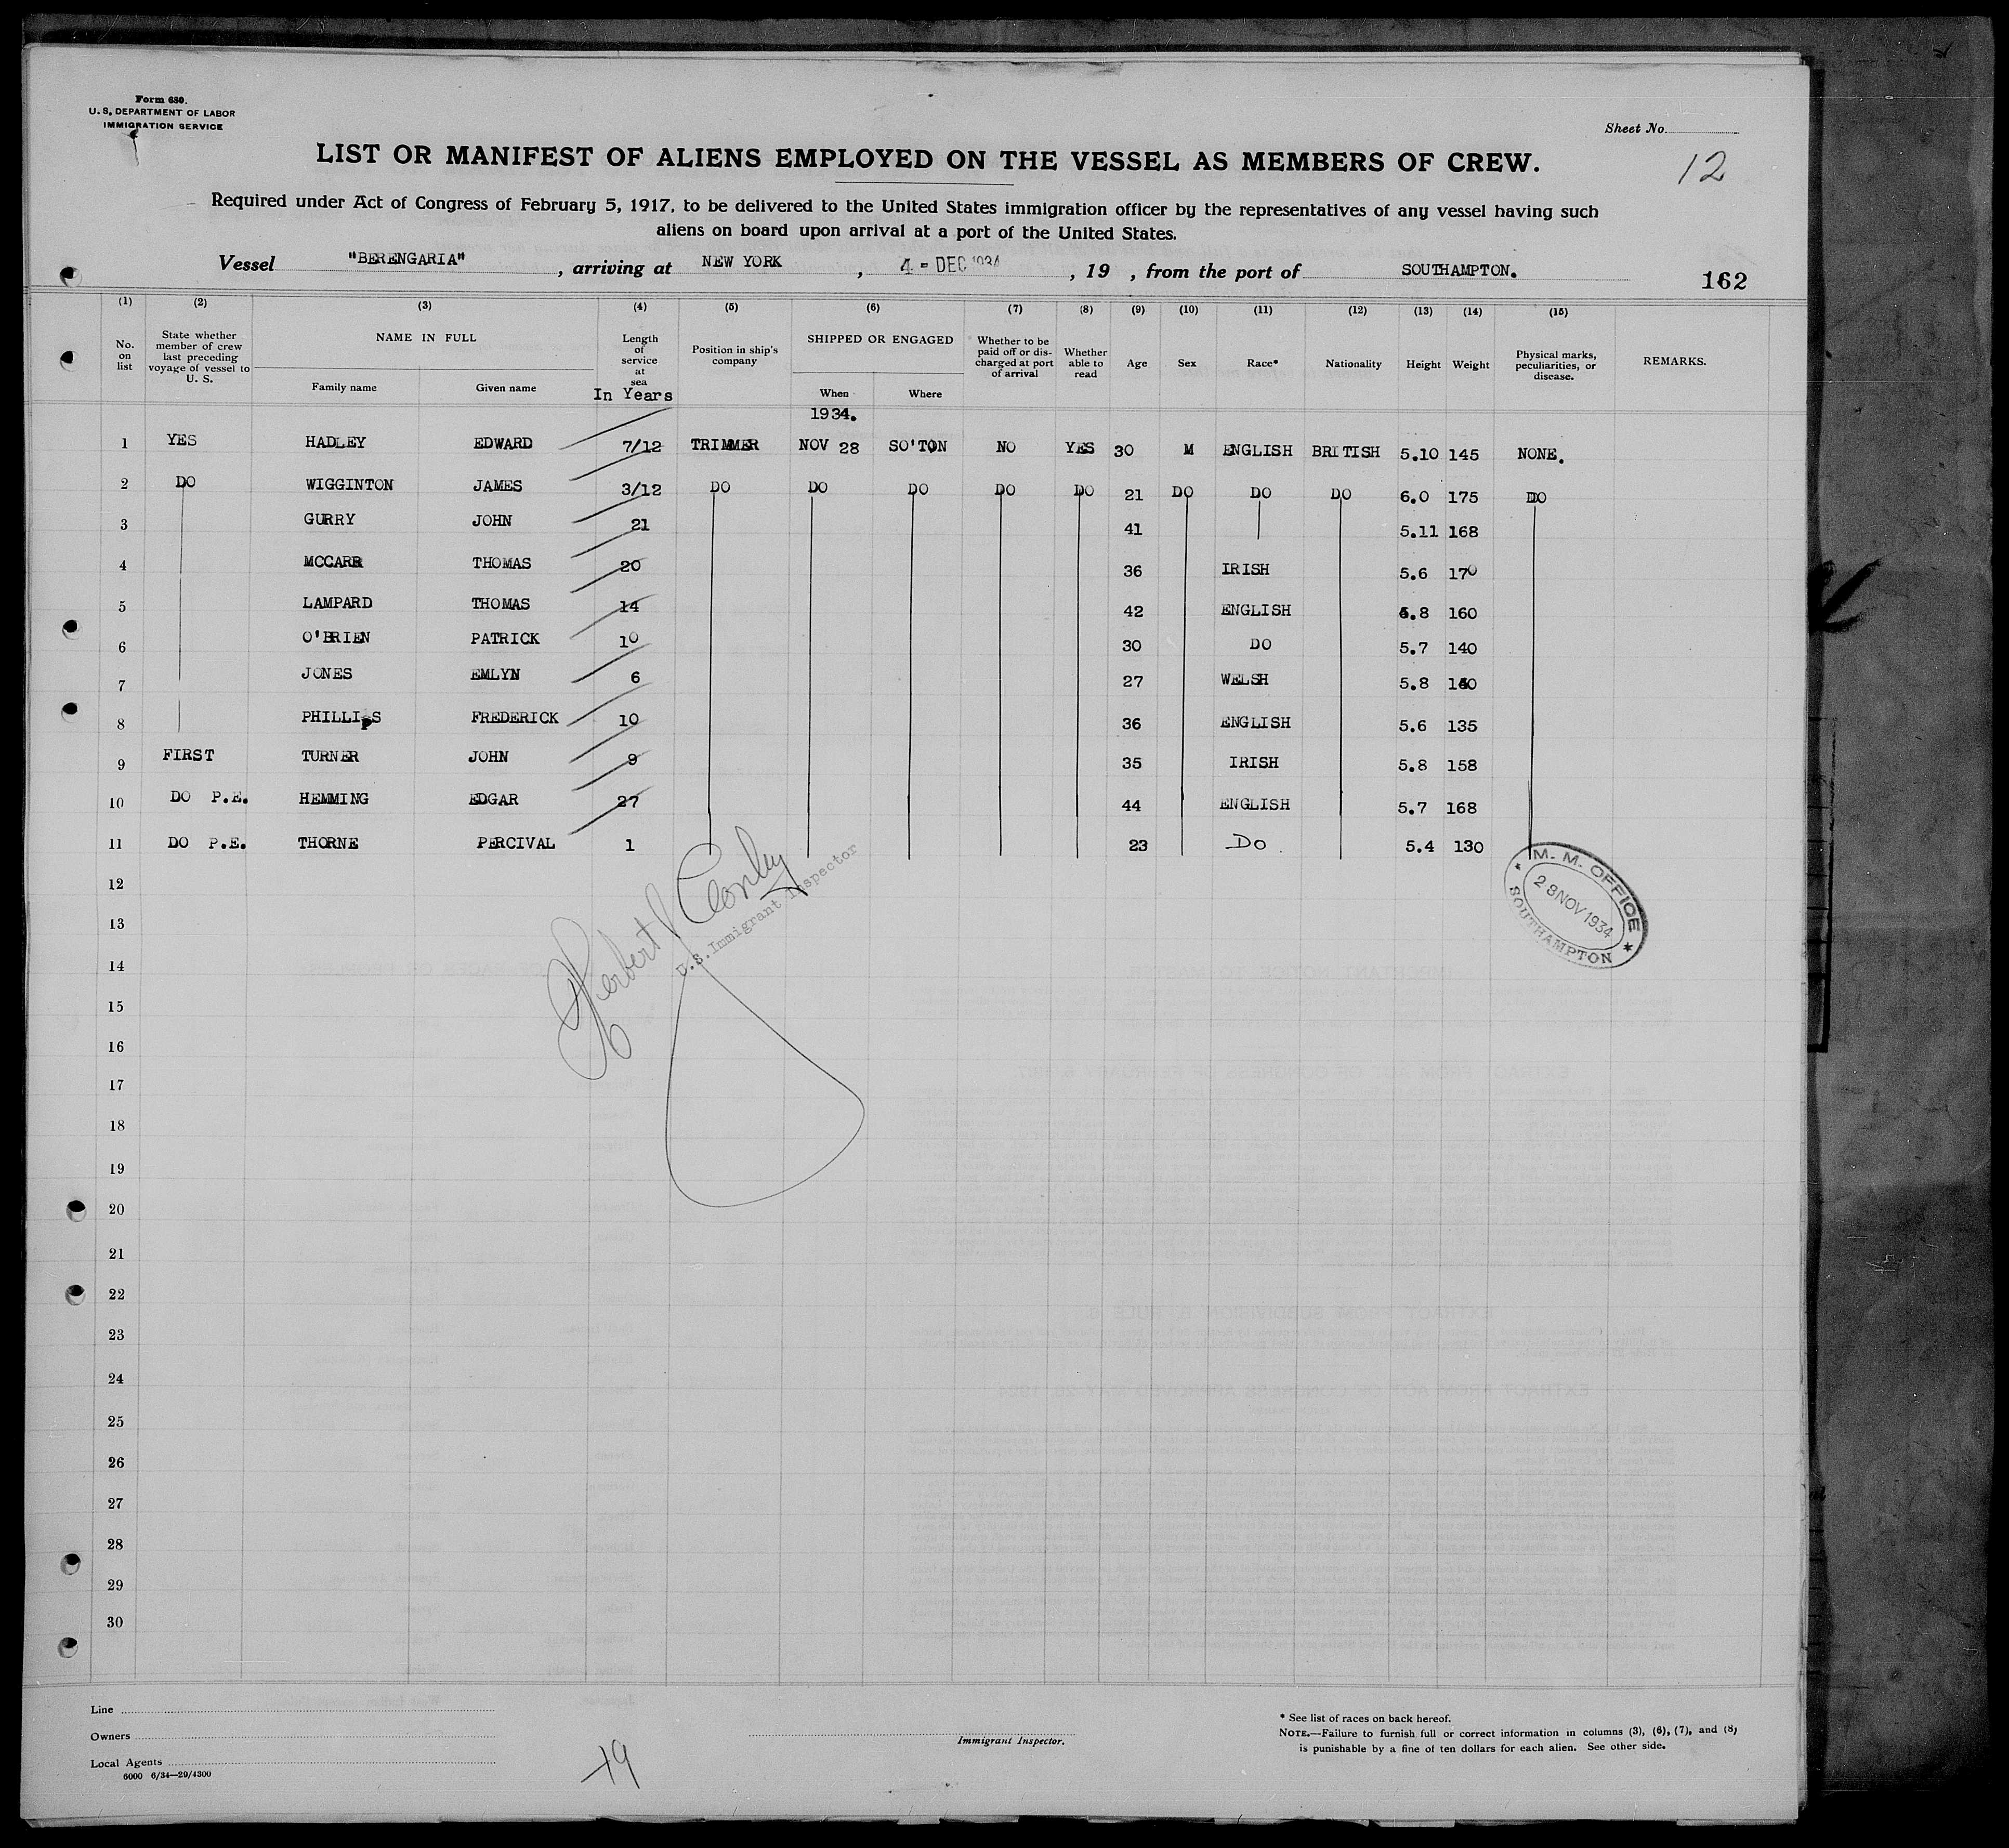 Form 680.
U. S. DEPARTMENT OF LABOR
IMMIGRATION SERVICE
Sheet No.
12
LIST OR MANIFEST OF ALIENS EMPLOYED ON THE VESSEL AS MEMBERS OF CREW.
Required under Act of Congress of February 5, 1917, to be delivered to the United States immigration officer by the representatives of any vessel having such
aliens on board upon arrival at a port of the United States.
Vessel "BERENGARIA" , arriving at NEW YORK , 4 - DEC 1934 , 19 , from the port of SOUTHAMPTON.
162
(1) (2) (3) (4) (5) (6) (7) (8) (9) (10) (11) (12) (13) (14) (15)
No. on list State whether member of crew last preceding voyage of vessel to U. S. NAME IN FULL Family name Given name Length of service at sea In Years Position in ship's company SHIPPED OR ENGAGED When Where Whether to be paid off or discharged at port of arrival Whether able to read Age Sex Race* Nationality Height Weight Physical marks, peculiarities, or disease. REMARKS.
1934.
1 YES HADLEY EDWARD 7/12 TRIMMER NOV 28 SO'TON NO YES 30 M ENGLISH BRITISH 5.10 145 NONE.
2 DO WIGGINTON JAMES 3/12 DO DO DO DO DO 21 DO DO DO 6.0 175 DO
3 GURRY JOHN 21 41 5.11 168
4 MCCARR THOMAS 20 36 IRISH 5.6 170
5 LAMPARD THOMAS 14 42 ENGLISH 5.8 160
6 O'BRIEN PATRICK 10 30 DO 5.7 140
7 JONES EMLYN 6 27 WELSH 5.8
8 PHILLIPS FREDERICK 10 36 ENGLISH 5.6 135
9 FIRST TURNER JOHN 9 35 IRISH 5.8 158
10 DO P.E. HEMMING EDGAR 27 44 ENGLISH 5.7 168
11 DO P.E. THORNE PERCIVAL 1 23 DO. 5.4 130
12
13
14
15
16
17
18
19
20
21
22
23
24
25
26
27
28
29
30
Herbert
U.S. Immigrant Inspector
M. M. OFFICE
28 NOV 1934
SOUTHAMPTON
Line
Owners
Local Agents
6000 6/34—29/4300
19
Immigrant Inspector.
* See list of races on back hereof.
NOTE.—Failure to furnish full or correct information in columns (3), (6), (7), and (8)
is punishable by a fine of ten dollars for each alien. See other side.